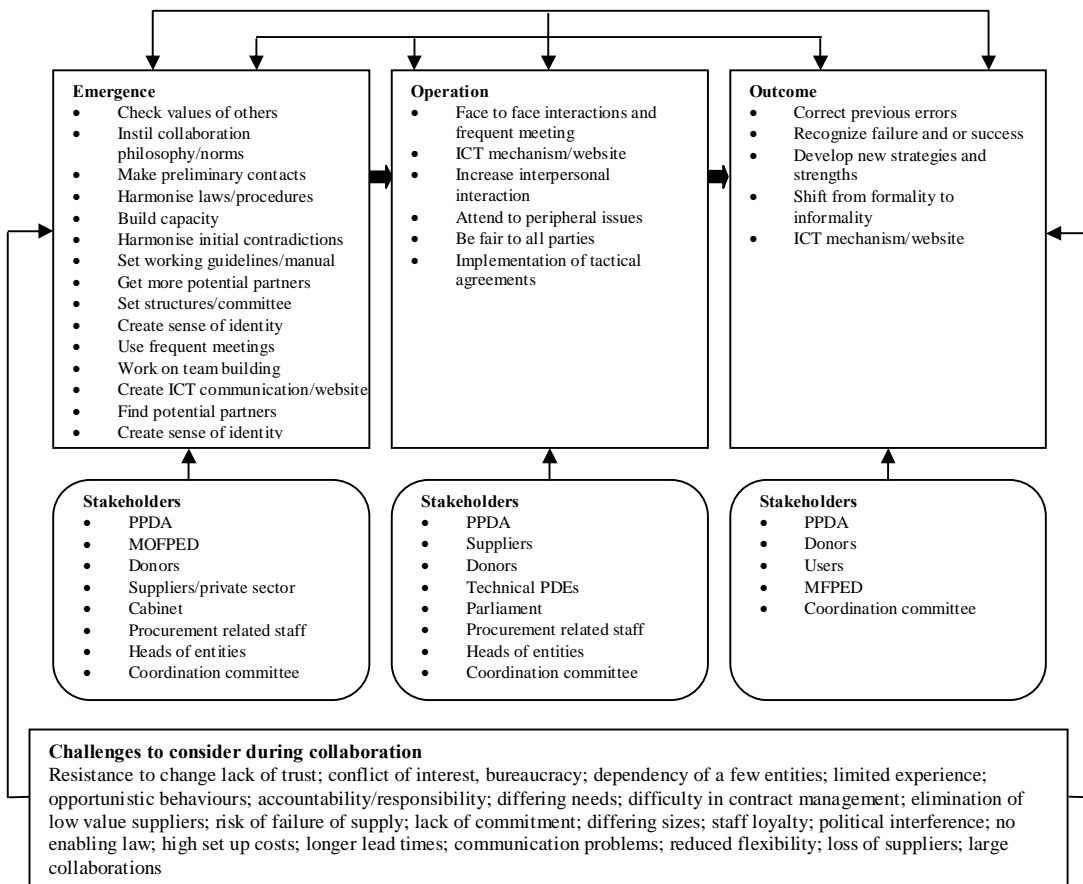 Emergence
• Check values of others
• Instil collaboration
philosophy/norms
• Make preliminary contacts
• Harmonise laws/procedures
• Build capacity
• Harmonise initial contradictions
• Set working guidelines/manual
• Get more potential partners
• Set structures/committee
• Create sense of identity
• Use frequent meetings
• Work on team building
• Create ICT communication/website
• Find potential partners
• Create sense of identity
Operation
• Face to face interactions and
frequent meeting
• ICT mechanism/website
• Increase interpersonal
interaction
• Attend to peripheral issues
• Be fair to all parties
• Implementation of tactical
agreements
Outcome
• Correct previous errors
• Recognize failure and or success
• Develop new strategies and
strengths
• Shift from formality to
informality
• ICT mechanism/website
Stakeholders
• PPDA
• MOFPED
• Donors
• Suppliers/private sector
• Cabinet
• Procurement related staff
• Heads of entities
• Coordination committee
Stakeholders
• PPDA
• Suppliers
• Donors
• Technical PDEs
• Parliament
• Procurement related staff
• Heads of entities
• Coordination committee
Stakeholders
• PPDA
• Donors
• Users
• MFPED
• Coordination committee
Challenges to consider during collaboration
Resistance to change lack of trust; conflict of interest, bureaucracy; dependency of a few entities; limited experience;
opportunistic behaviours; accountability/responsibility; differing needs; difficulty in contract management; elimination of
low value suppliers; risk of failure of supply; lack of commitment; differing sizes; staff loyalty; political interference; no
enabling law; high set up costs; longer lead times; communication problems; reduced flexibility; loss of suppliers; large
collaborations